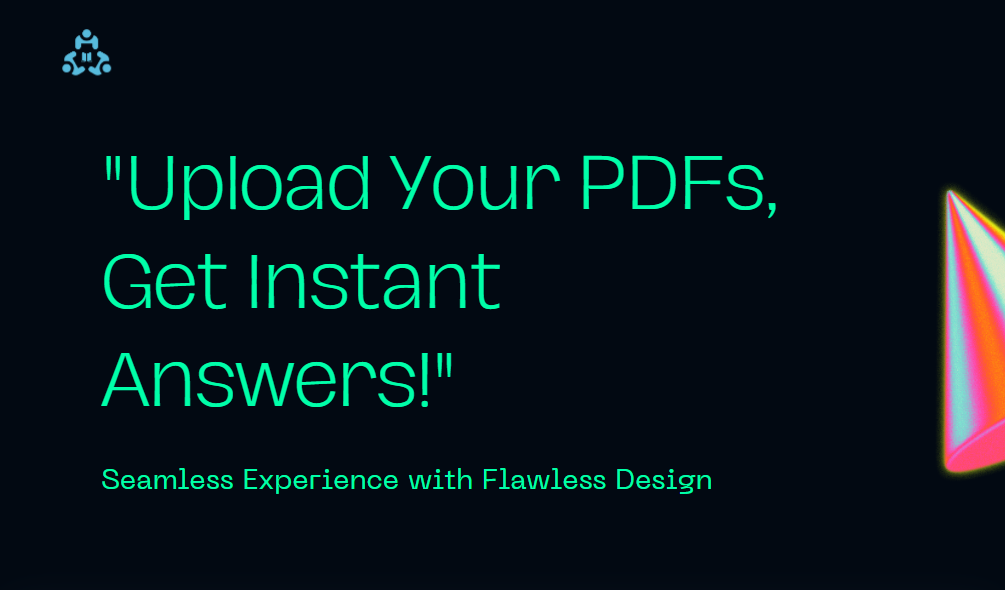 "Upload Your PDFs,
Get Instant
Answers!"
Seamless Experience with Flawless Design